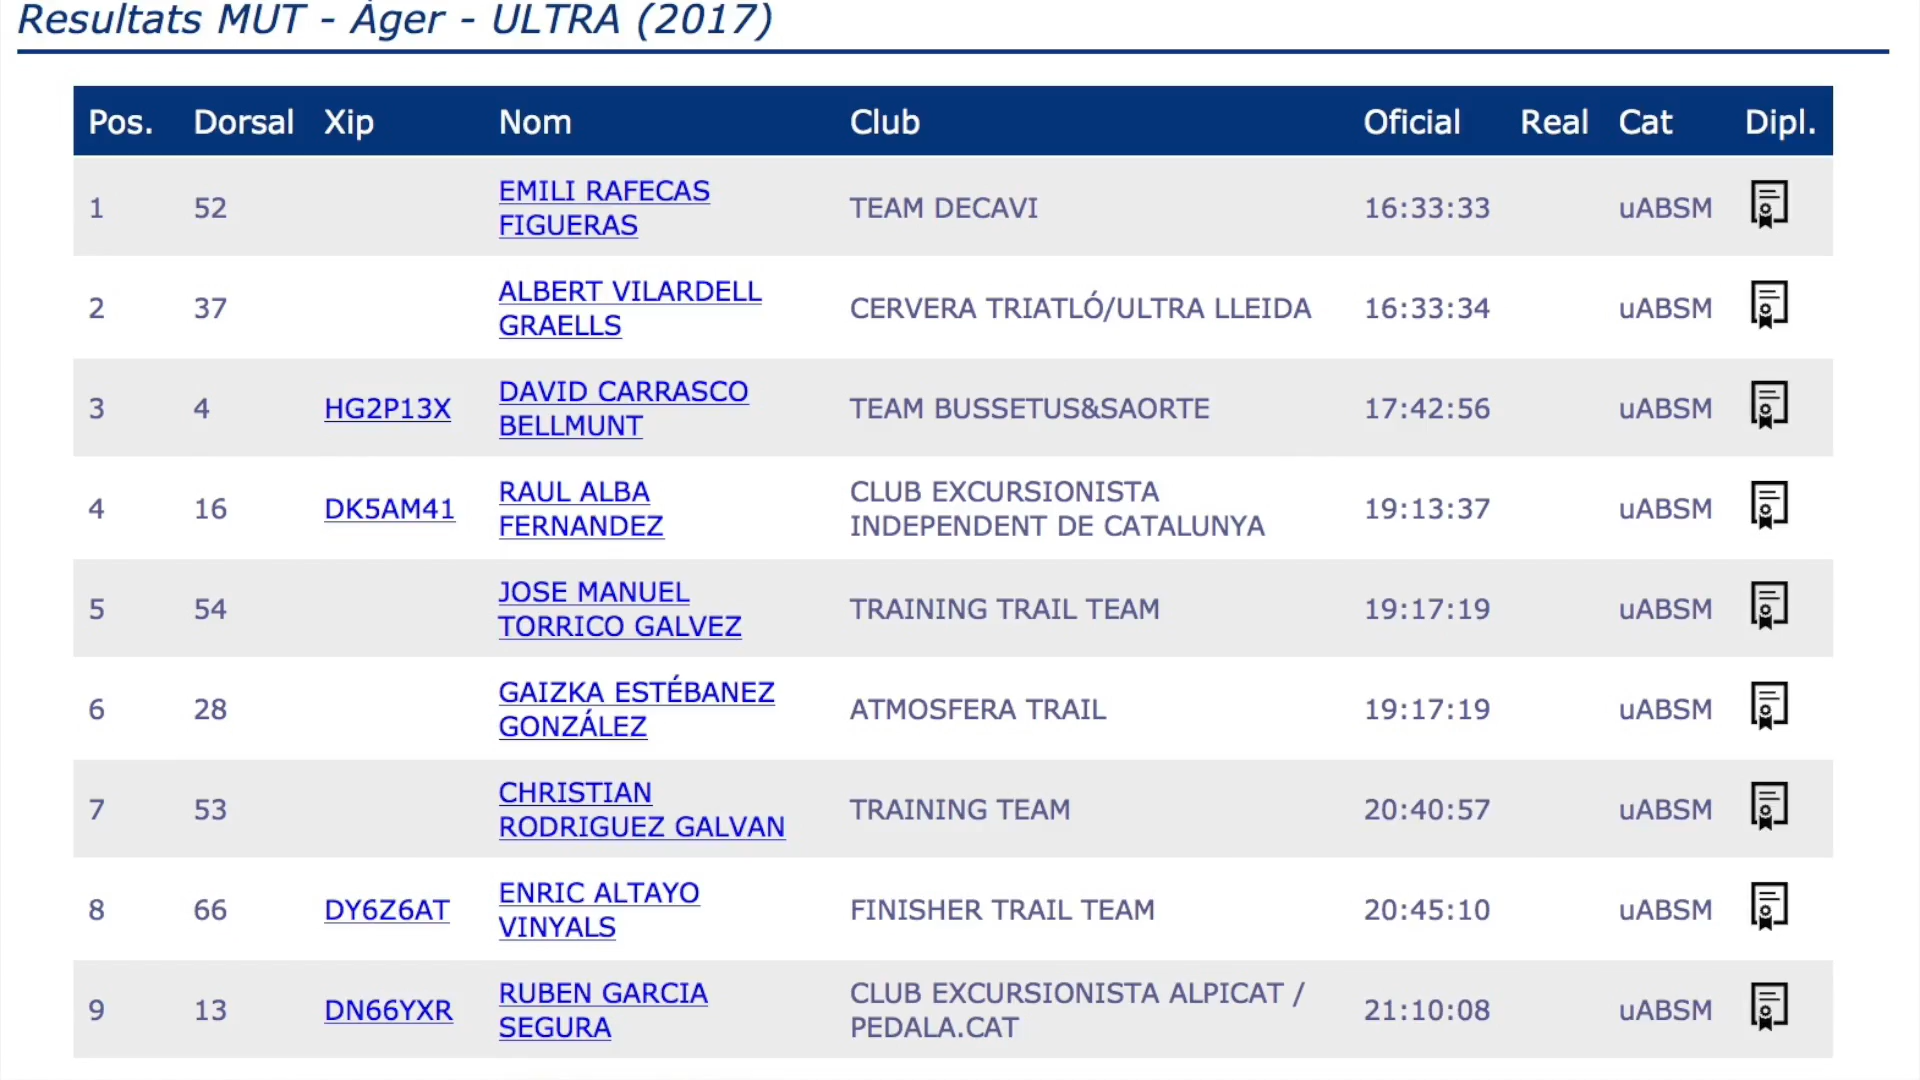 Resultats MUT - Àger - ULTRA (2017)
Pos. Dorsal Xip Nom Club Oficial Real Cat Dipl.
1 52 EMILI RAFECAS FIGUERAS TEAM DECAVI 16:33:33 uABSM
2 37 ALBERT VILARDELL GRAELLS CERVERA TRIATLÓ/ULTRA LLEIDA 16:33:34 uABSM
3 4 HG2P13X DAVID CARRASCO BELLMUNT TEAM BUSSETUS&SAORTE 17:42:56 uABSM
4 16 DK5AM41 RAUL ALBA FERNANDEZ CLUB EXCURSIONISTA INDEPENDENT DE CATALUNYA 19:13:37 uABSM
5 54 JOSE MANUEL TORRICO GALVEZ TRAINING TRAIL TEAM 19:17:19 uABSM
6 28 GAIZKA ESTÉBANEZ GONZÁLEZ ATMOSFERA TRAIL 19:17:19 uABSM
7 53 CHRISTIAN RODRIGUEZ GALVAN TRAINING TEAM 20:40:57 uABSM
8 66 DY6Z6AT ENRIC ALTAYO VINYALS FINISHER TRAIL TEAM 20:45:10 uABSM
9 13 DN66YXR RUBEN GARCIA SEGURA CLUB EXCURSIONISTA ALPICAT / PEDALA.CAT 21:10:08 uABSM